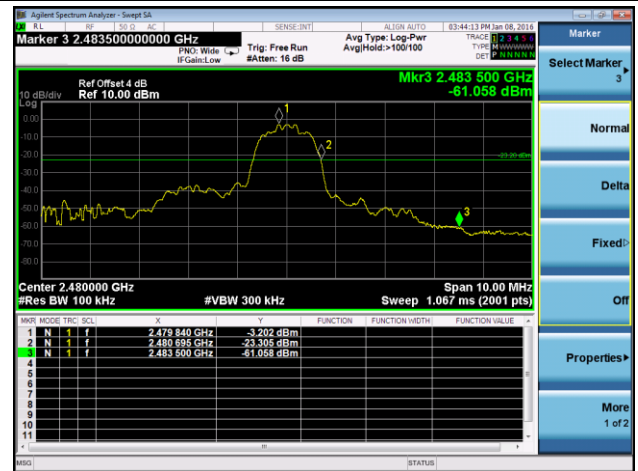 Agilent Spectrum Analyzer - Swept SA
RL RF 50 Ω AC SENSE:INT ALIGN AUTO 03:44:13 PM Jan 08, 2016
Marker 3 2.483500000000 GHz
PNO: Wide
IFGain:Low
Trig: Free Run
#Atten: 16 dB
Avg Type: Log-Pwr
Avg|Hold:>100/100
TRACE 1 2 3 4 5 6
TYPE MWWWWW
DET P NNNNN
Ref Offset 4 dB
Ref 10.00 dBm
10 dB/div
Log
Mkr3 2.483 500 GHz
-61.058 dBm
0.00
-10.0
-20.0
-30.0
-40.0
-50.0
-60.0
-70.0
-80.0
1
2
3
-23.20 dBm
Center 2.480000 GHz
Span 10.00 MHz
#Res BW 100 kHz
#VBW 300 kHz
Sweep 1.067 ms (2001 pts)
MKR MODE TRC SCL X Y FUNCTION FUNCTION WIDTH FUNCTION VALUE
1 N 1 f 2.479 840 GHz -3.202 dBm
2 N 1 f 2.480 695 GHz -23.305 dBm
3 N 1 f 2.483 500 GHz -61.058 dBm
4
5
6
7
8
9
10
11
MSG
STATUS
Marker
Select Marker
3
Normal
Delta
Fixed
Off
Properties
More
1 of 2